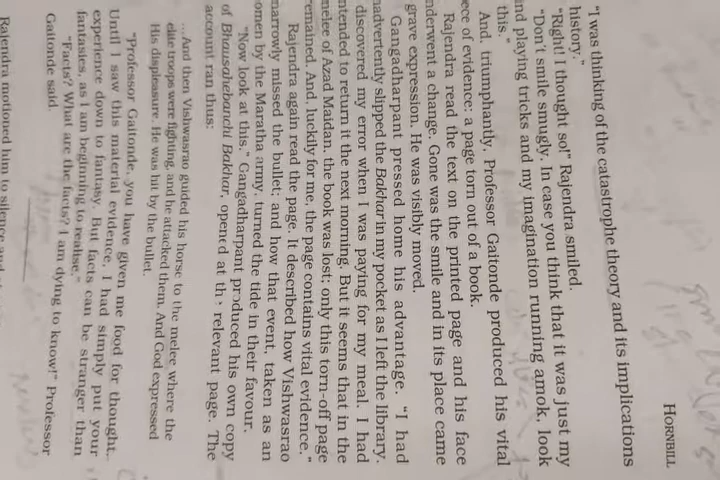 HORNBILL
"I was thinking of the catastrophe theory and its implications
history."
"Right! I thought so!" Rajendra smiled.
"Don't smile smugly. In case you think that it was just my
nd playing tricks and my imagination running amok, look
this."
And, triumphantly, Professor Gaitonde produced his vital
ece of evidence: a page torn out of a book.
Rajendra read the text on the printed page and his face
nderwent a change. Gone was the smile and in its place came
grave expression. He was visibly moved.
Gangadharpant pressed home his advantage. "I had
nadvertently slipped the Bakhar in my pocket as I left the library.
discovered my error when I was paying for my meal. I had
ntended to return it the next morning. But it seems that in the
melee of Azad Maidan, the book was lost; only this torn-off page
emained. And, luckily for me, the page contains vital evidence."
Rajendra again read the page. It described how Vishwasrao
narrowly missed the bullet; and how that event, taken as an
omen by the Maratha army, turned the tide in their favour.
"Now look at this." Gangadharpant produced his own copy
of Bhausahebanchi Bakhar, opened at the relevant page. The
account ran thus:
...And then Vishwasrao guided his horse to the melee where the
elite troops were fighting, and he attacked them. And God expressed
His displeasure. He was hit by the bullet.
"Professor Gaitonde, you have given me food for thought.
Until I saw this material evidence, I had simply put your
experience down to fantasy. But facts can be stranger than
fantasies, as I am beginning to realise."
"Facts? What are the facts? I am dying to know!" Professor
Gaitonde said.
Rajendra motioned him to silence and